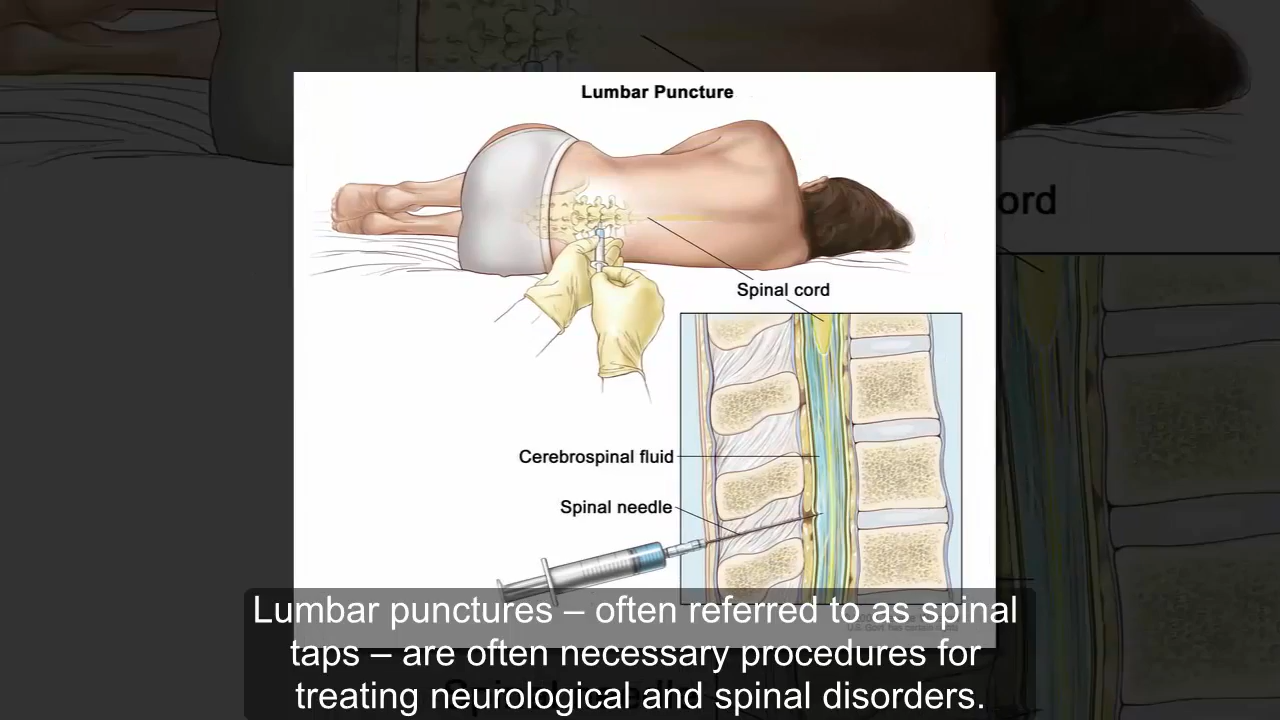 Lumbar Puncture
ord
Spinal cord
Cerebrospinal fluid
Spinal needle
Lumbar punctures – often referred to as spinal
taps – are often necessary procedures for
treating neurological and spinal disorders.